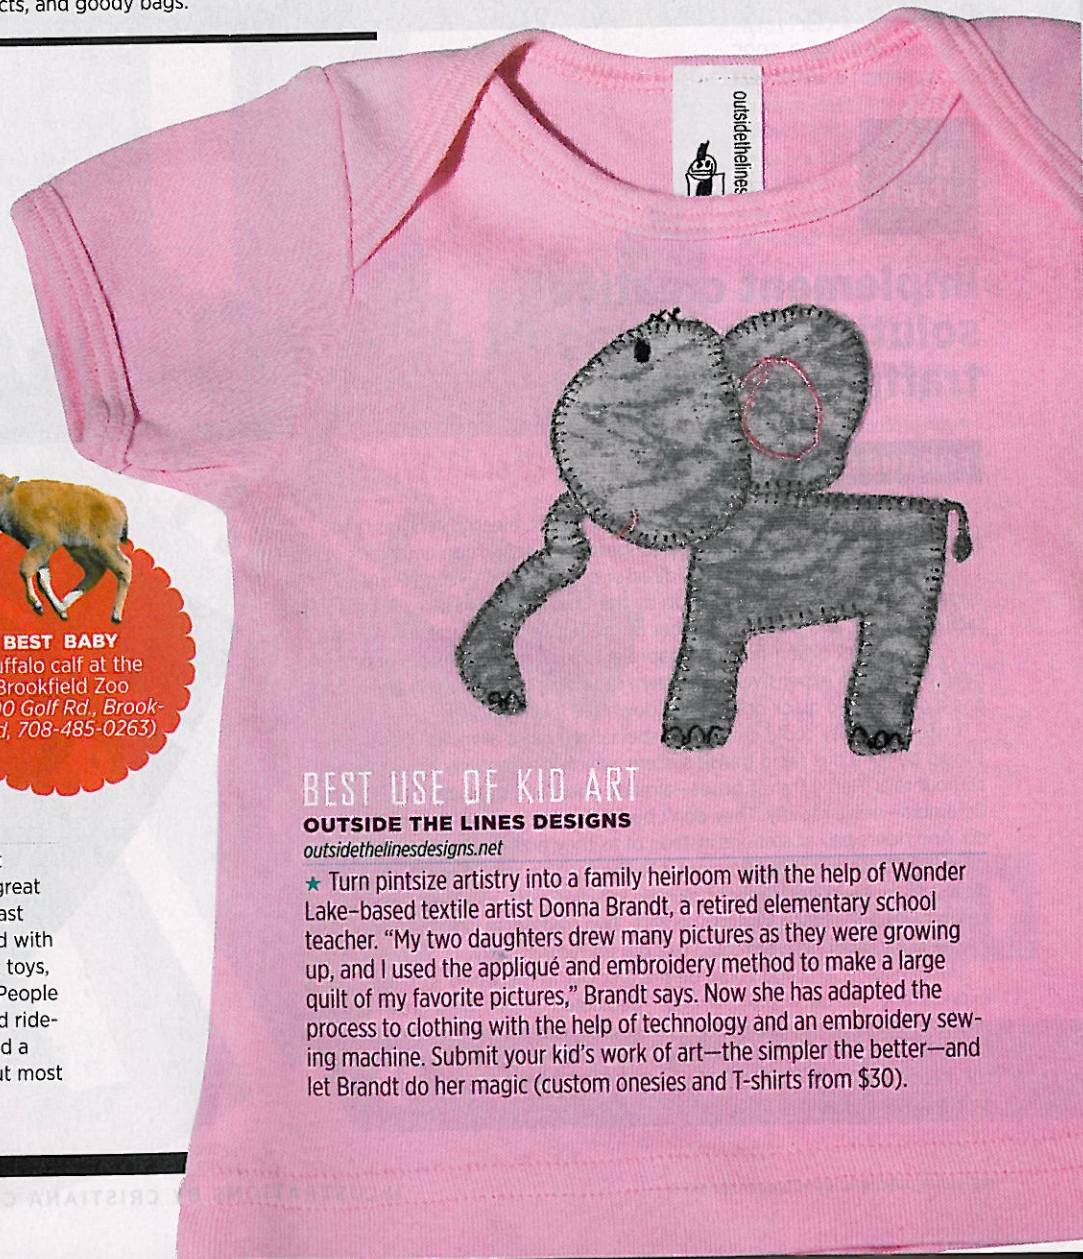 cts, and goody bags.
outsidethelines
BEST BABY
uffalo calf at the
Brookfield Zoo
00 Golf Rd., Brook-
d, 708-485-0263)
great
ast
d with
toys,
People
d ride-
d a
ut most
BEST USE OF KID ART
OUTSIDE THE LINES DESIGNS
outsidethelinesdesigns.net
★ Turn pintsize artistry into a family heirloom with the help of Wonder
Lake–based textile artist Donna Brandt, a retired elementary school
teacher. “My two daughters drew many pictures as they were growing
up, and I used the appliqué and embroidery method to make a large
quilt of my favorite pictures,” Brandt says. Now she has adapted the
process to clothing with the help of technology and an embroidery sew-
ing machine. Submit your kid’s work of art—the simpler the better—and
let Brandt do her magic (custom onesies and T-shirts from $30).